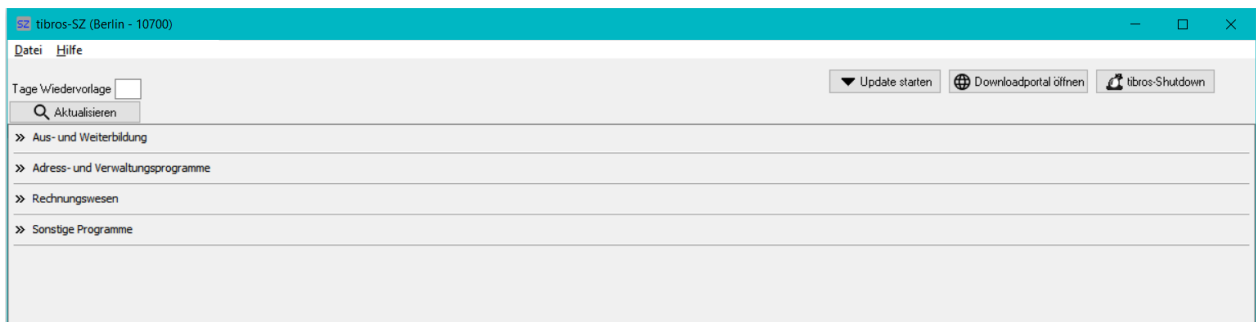 SZ tibros-SZ (Berlin - 10700)
Datei Hilfe
Tage Wiedervorlage
Update starten Downloadportal öffnen tibros-Shutdown
Aktualisieren
» Aus- und Weiterbildung
» Adress- und Verwaltungsprogramme
» Rechnungswesen
» Sonstige Programme